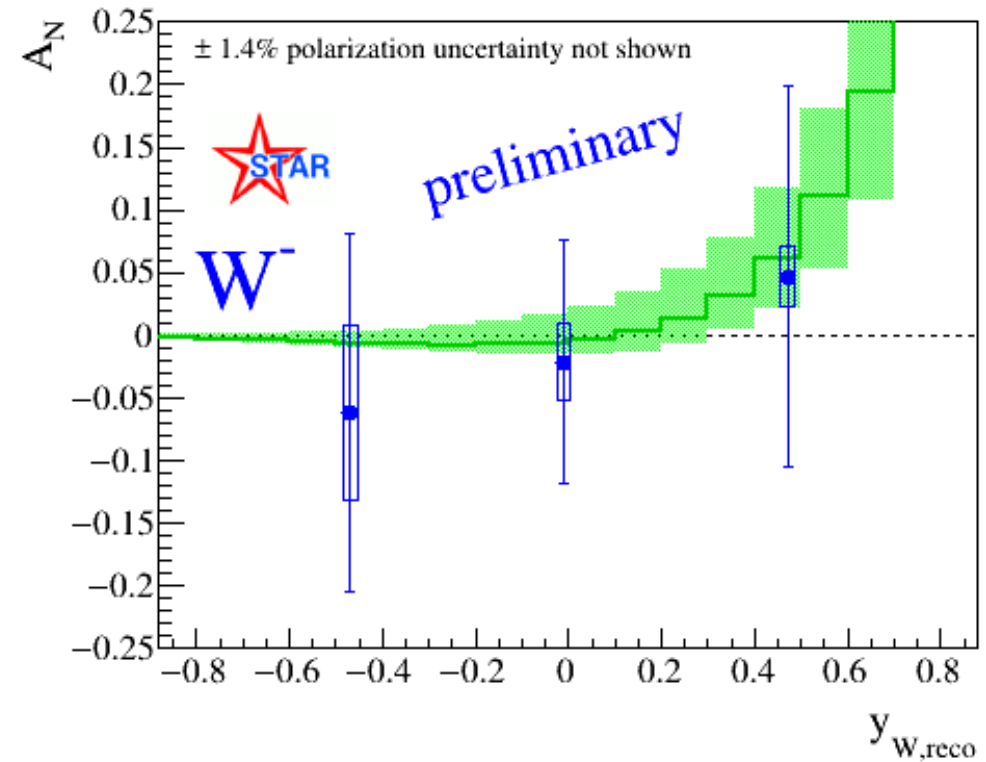 A_N
± 1.4% polarization uncertainty not shown
STAR
preliminary
W⁻
0.25
0.2
0.15
0.1
0.05
0
−0.05
−0.1
−0.15
−0.2
−0.25
−0.8 −0.6 −0.4 −0.2 0 0.2 0.4 0.6 0.8
y_W,reco